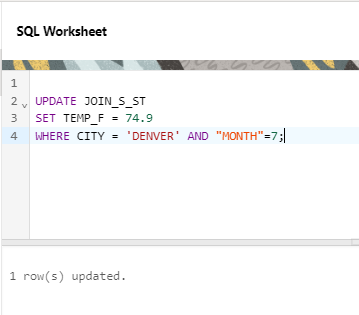 SQL Worksheet
1
2 UPDATE JOIN_S_ST
3 SET TEMP_F = 74.9
4 WHERE CITY = 'DENVER' AND "MONTH"=7;
1 row(s) updated.